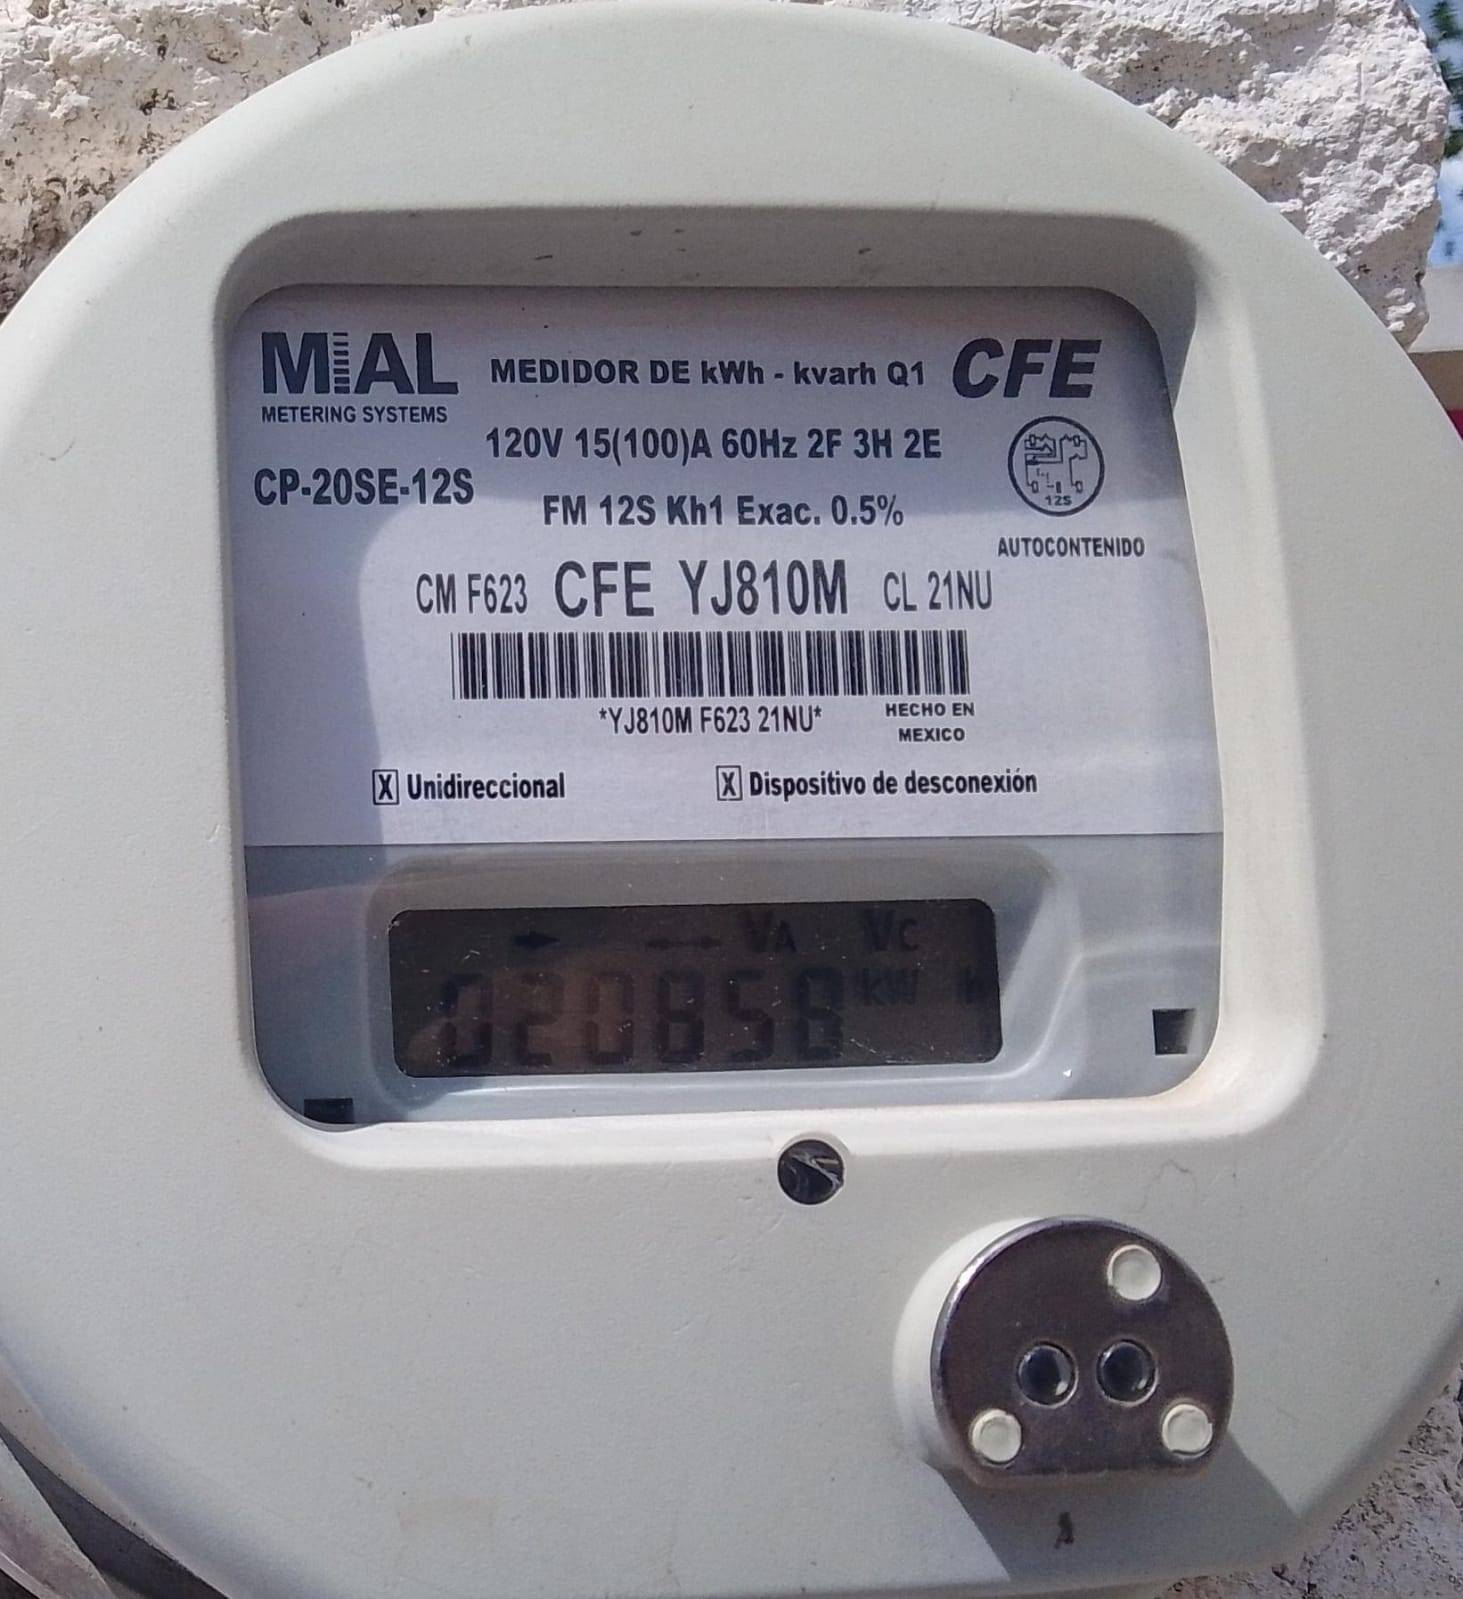 MIAL MEDIDOR DE kWh - kvarh Q1 CFE
METERING SYSTEMS
120V 15(100)A 60Hz 2F 3H 2E
CP-20SE-12S
FM 12S Kh1 Exac. 0.5%
12S
AUTOCONTENIDO
CM F623 CFE YJ810M CL 21NU
*YJ810M F623 21NU*
HECHO EN
MEXICO
X Unidireccional X Dispositivo de desconexión
VA VC
020858 kW h